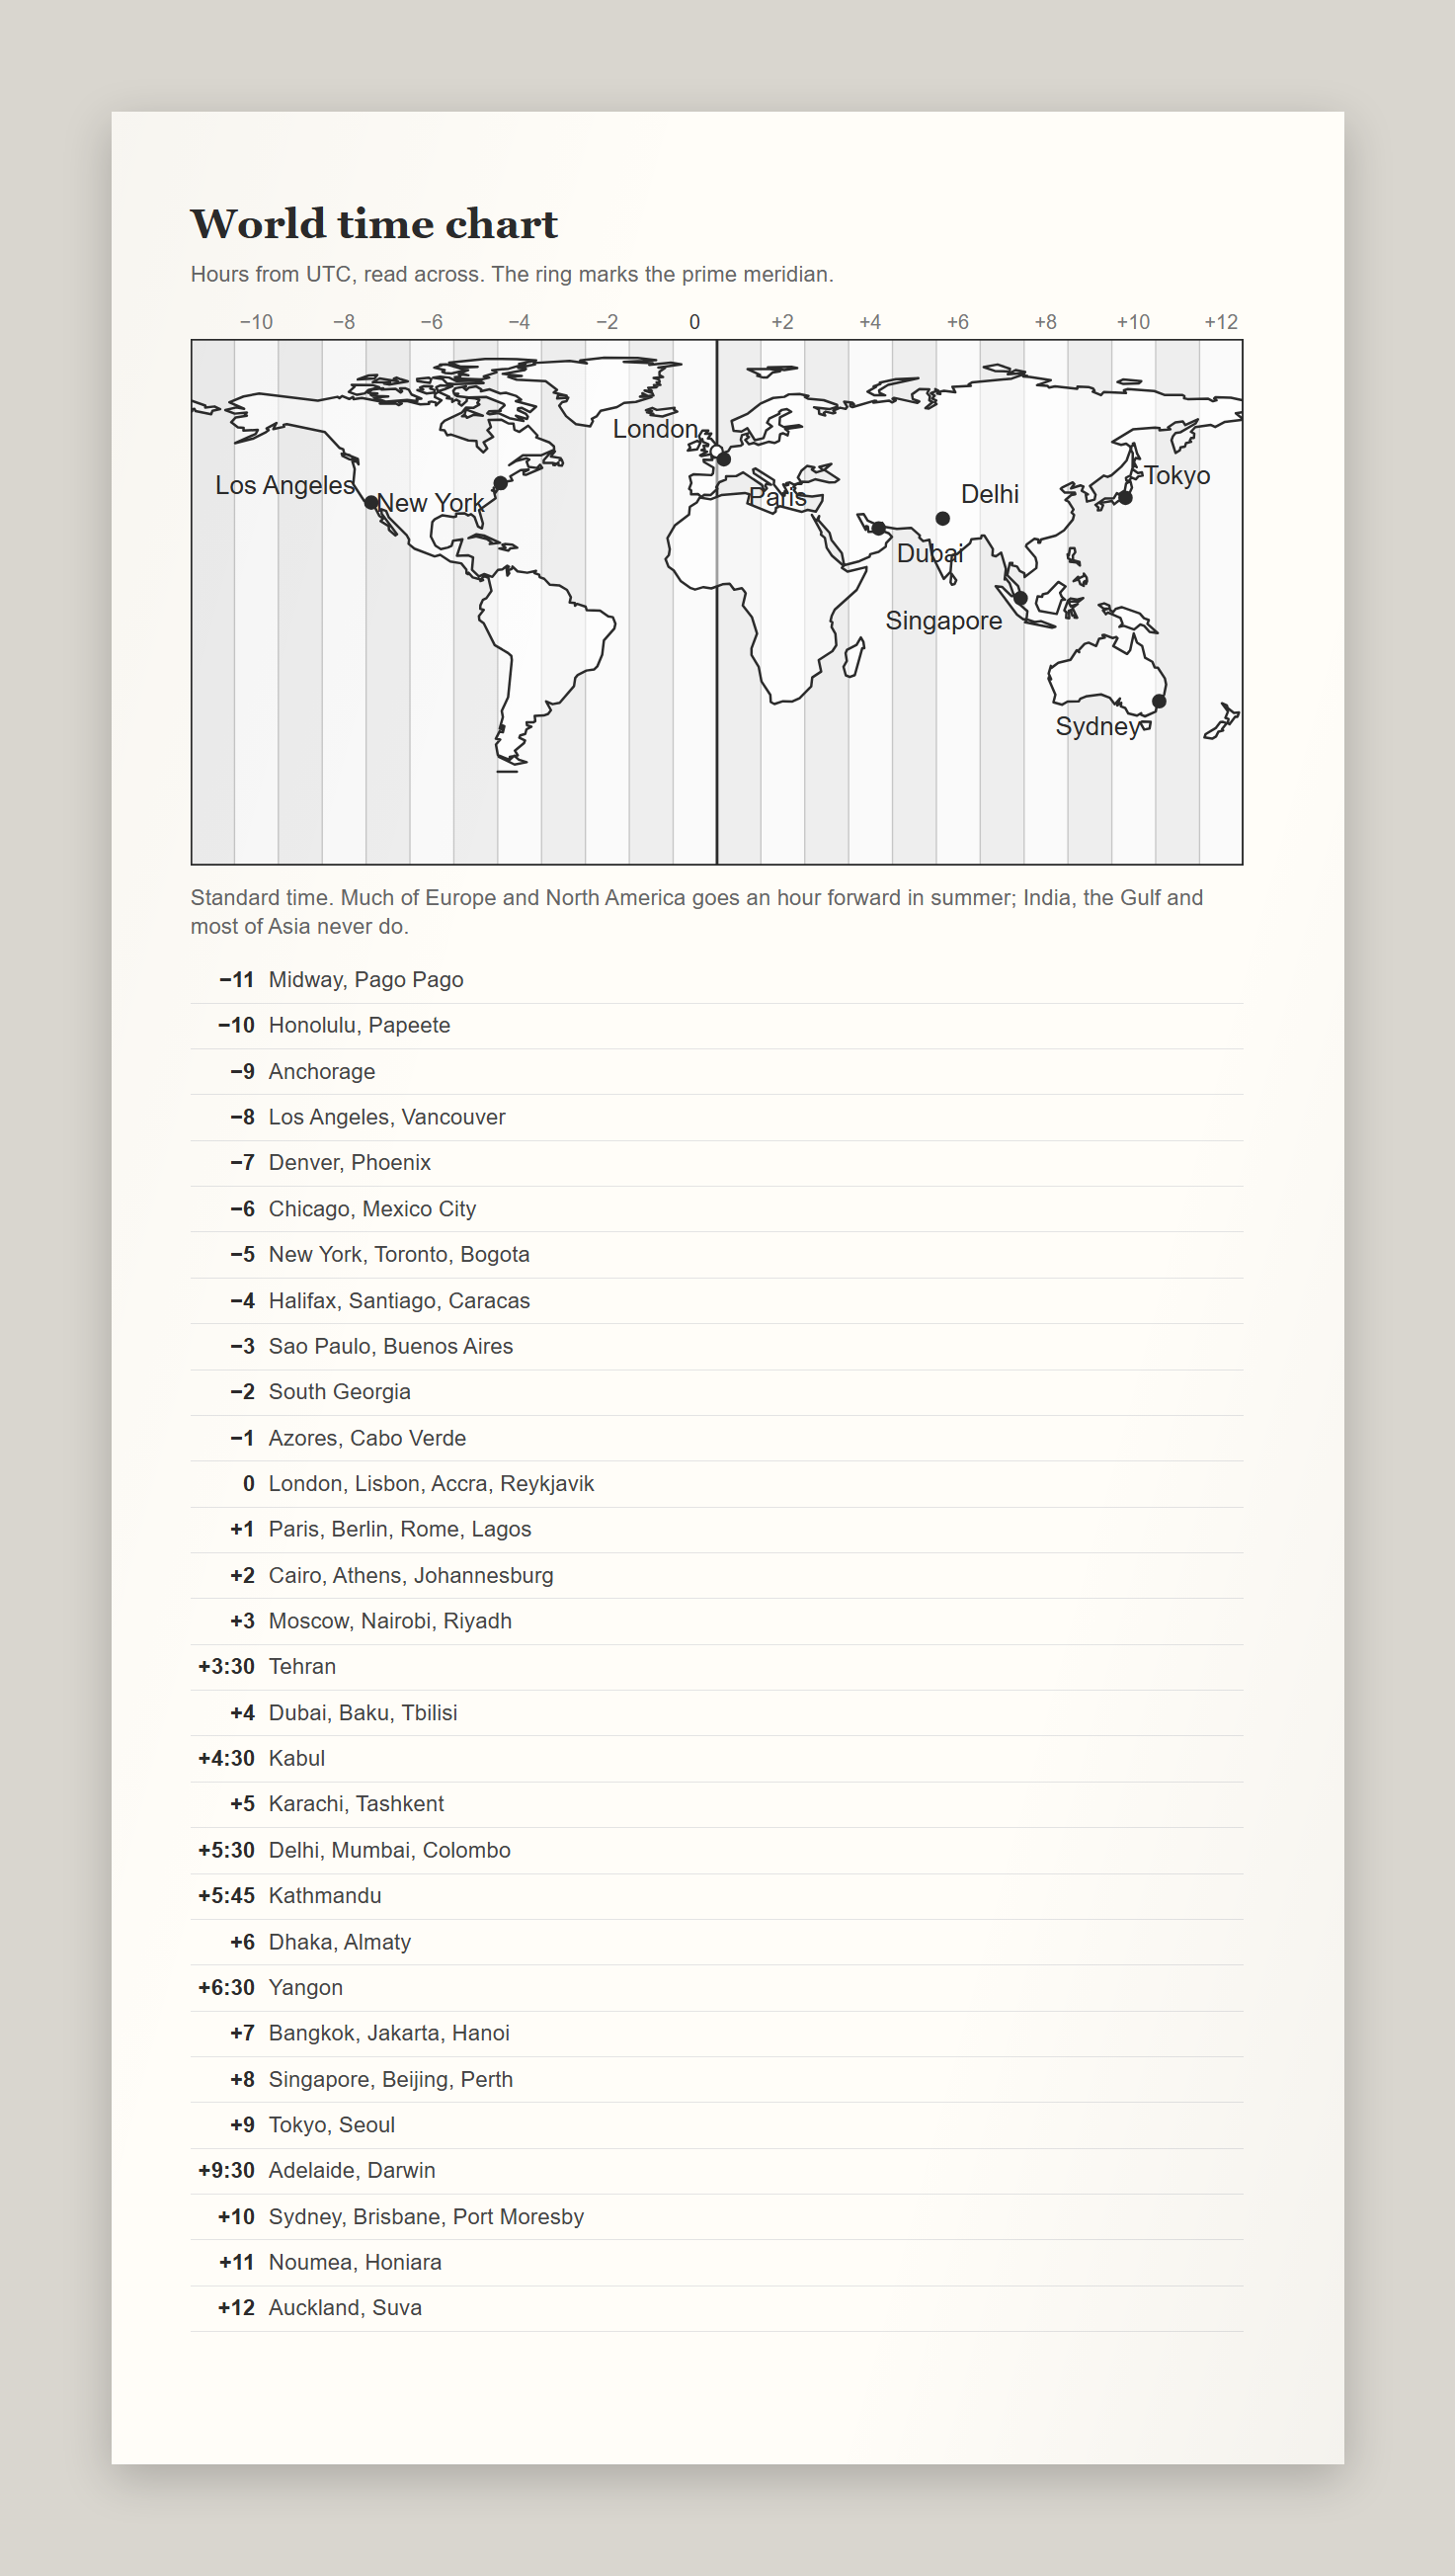 World time chart
Hours from UTC, read across. The ring marks the prime meridian.
−10 −8 −6 −4 −2 0 +2 +4 +6 +8 +10 +12
London
Los Angeles
New York
Paris
Delhi
Tokyo
Dubai
Singapore
Sydney
Standard time. Much of Europe and North America goes an hour forward in summer; India, the Gulf and
most of Asia never do.
−11 Midway, Pago Pago
−10 Honolulu, Papeete
−9 Anchorage
−8 Los Angeles, Vancouver
−7 Denver, Phoenix
−6 Chicago, Mexico City
−5 New York, Toronto, Bogota
−4 Halifax, Santiago, Caracas
−3 Sao Paulo, Buenos Aires
−2 South Georgia
−1 Azores, Cabo Verde
0 London, Lisbon, Accra, Reykjavik
+1 Paris, Berlin, Rome, Lagos
+2 Cairo, Athens, Johannesburg
+3 Moscow, Nairobi, Riyadh
+3:30 Tehran
+4 Dubai, Baku, Tbilisi
+4:30 Kabul
+5 Karachi, Tashkent
+5:30 Delhi, Mumbai, Colombo
+5:45 Kathmandu
+6 Dhaka, Almaty
+6:30 Yangon
+7 Bangkok, Jakarta, Hanoi
+8 Singapore, Beijing, Perth
+9 Tokyo, Seoul
+9:30 Adelaide, Darwin
+10 Sydney, Brisbane, Port Moresby
+11 Noumea, Honiara
+12 Auckland, Suva